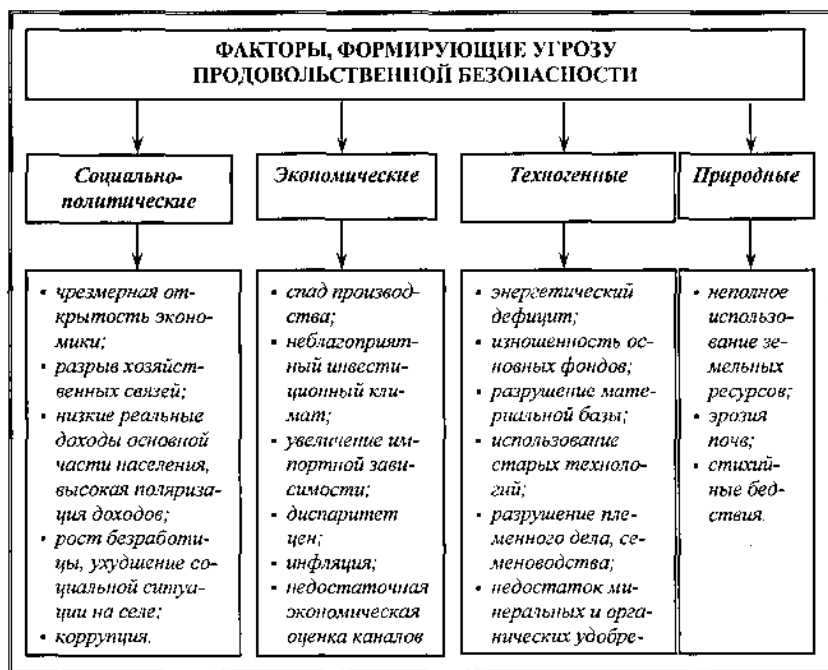 ФАКТОРЫ, ФОРМИРУЮЩИЕ УГРОЗУ
ПРОДОВОЛЬСТВЕННОЙ БЕЗОПАСНОСТИ
Социально-
политические
Экономические
Техногенные
Природные
• чрезмерная от-
крытость эконо-
мики;
• разрыв хозяйст-
венных связей;
• низкие реальные
доходы основной
части населения,
высокая поляриза-
ция доходов;
• рост безработи-
цы, ухудшение со-
циальной ситуа-
ции на селе;
• коррупция.
• спад производ-
ства;
• неблагоприят-
ный инвести-
ционный кли-
мат;
• увеличение им-
портной зави-
симости;
• диспаритет
цен;
• инфляция;
• недостаточная
экономическая
оценка каналов
• энергетический
дефицит;
• изношенность ос-
новных фондов;
• разрушение мате-
риальной базы;
• использование
старых техноло-
гий;
• разрушение пле-
менного дела, се-
меноводства;
• недостаток ми-
неральных и орга-
нических удобре-
• неполное
использо-
вание зе-
мельных
ресурсов;
• эрозия
почв;
• стихий-
ные бед-
ствия.